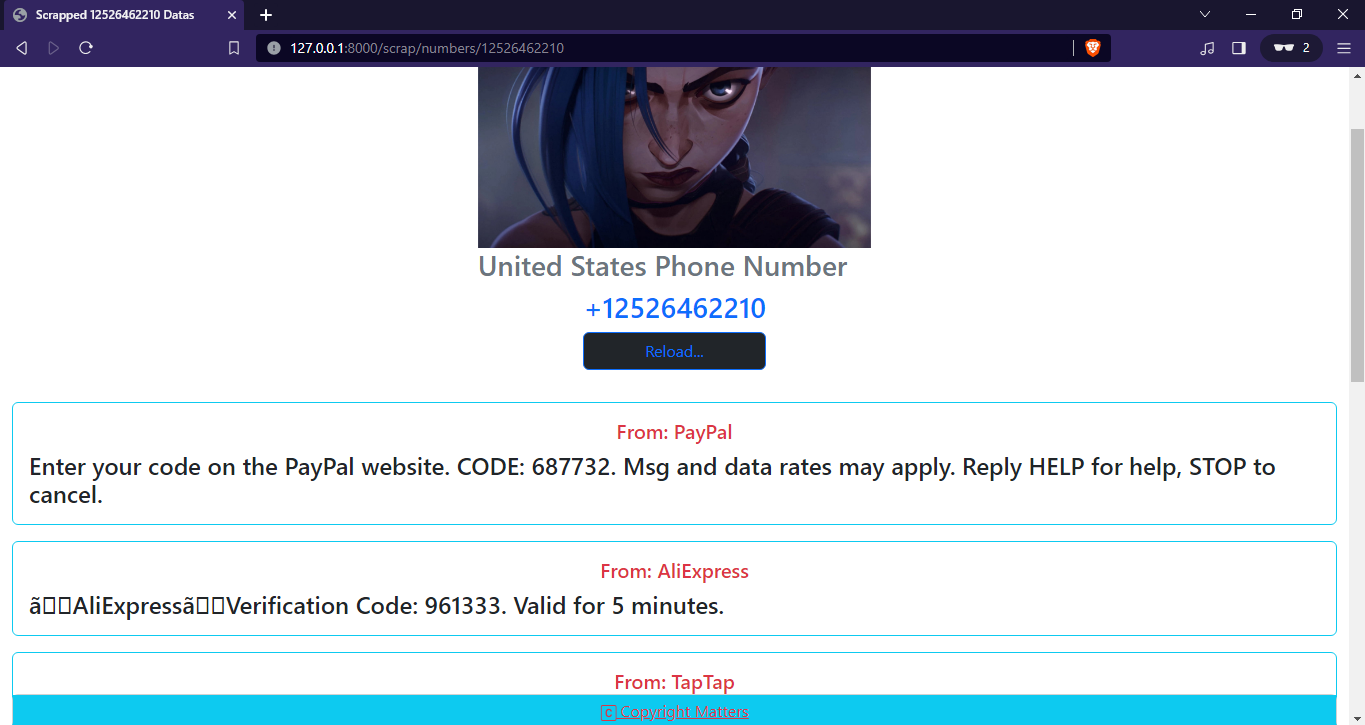 Scrapped 12526462210 Datas
127.0.0.1:8000/scrap/numbers/12526462210
2
United States Phone Number
+12526462210
Reload...
From: PayPal
Enter your code on the PayPal website. CODE: 687732. Msg and data rates may apply. Reply HELP for help, STOP to
cancel.
From: AliExpress
ã□□AliExpressã□□Verification Code: 961333. Valid for 5 minutes.
From: TapTap
🄲 Copyright Matters